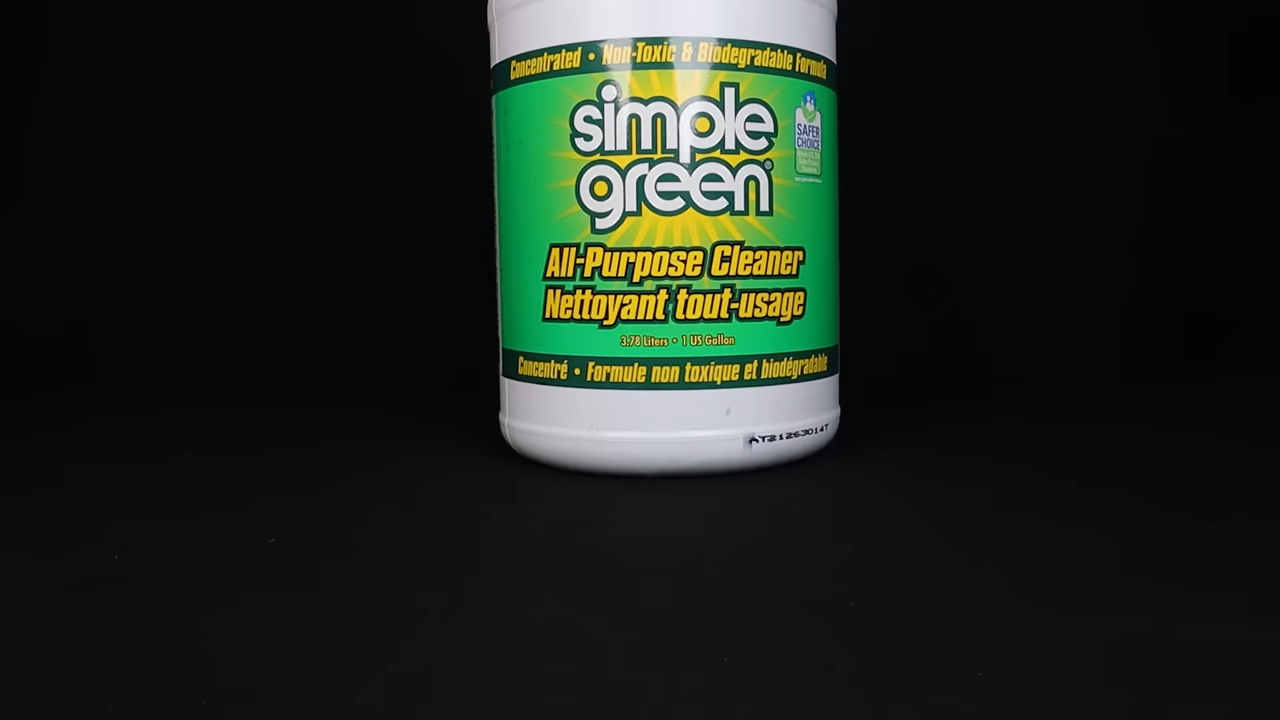 Concentrated • Non-Toxic & Biodegradable Formula
simple
green®
SAFER
CHOICE
All-Purpose Cleaner
Nettoyant tout-usage
3.78 Liters • 1 US Gallon
Concentré • Formule non toxique et biodégradable